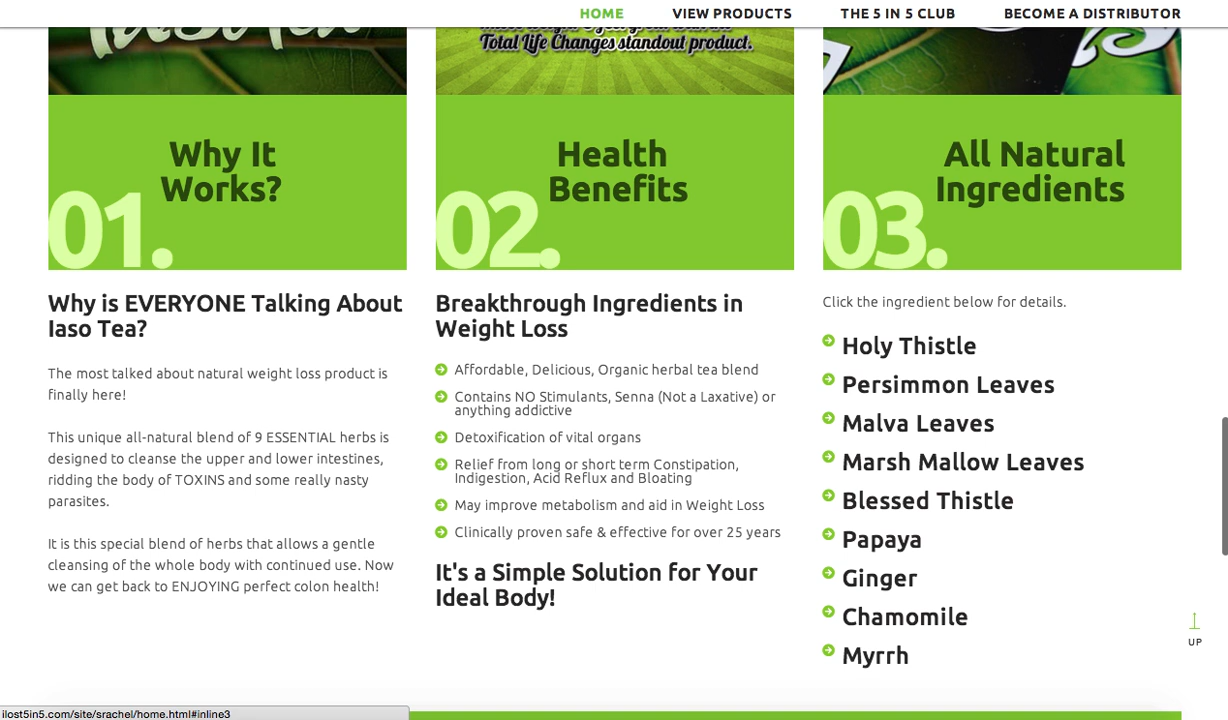 HOME VIEW PRODUCTS THE 5 IN 5 CLUB BECOME A DISTRIBUTOR
Total Life Changes standout product.
Why It
Works?
01.
Health
Benefits
02.
All Natural
Ingredients
03.
Why is EVERYONE Talking About
Iaso Tea?
The most talked about natural weight loss product is
finally here!
This unique all-natural blend of 9 ESSENTIAL herbs is
designed to cleanse the upper and lower intestines,
ridding the body of TOXINS and some really nasty
parasites.
It is this special blend of herbs that allows a gentle
cleansing of the whole body with continued use. Now
we can get back to ENJOYING perfect colon health!
Breakthrough Ingredients in
Weight Loss
Affordable, Delicious, Organic herbal tea blend
Contains NO Stimulants, Senna (Not a Laxative) or
anything addictive
Detoxification of vital organs
Relief from long or short term Constipation,
Indigestion, Acid Reflux and Bloating
May improve metabolism and aid in Weight Loss
Clinically proven safe & effective for over 25 years
It's a Simple Solution for Your
Ideal Body!
Click the ingredient below for details.
Holy Thistle
Persimmon Leaves
Malva Leaves
Marsh Mallow Leaves
Blessed Thistle
Papaya
Ginger
Chamomile
Myrrh
UP
ilost5in5.com/site/srachel/home.html#inline3